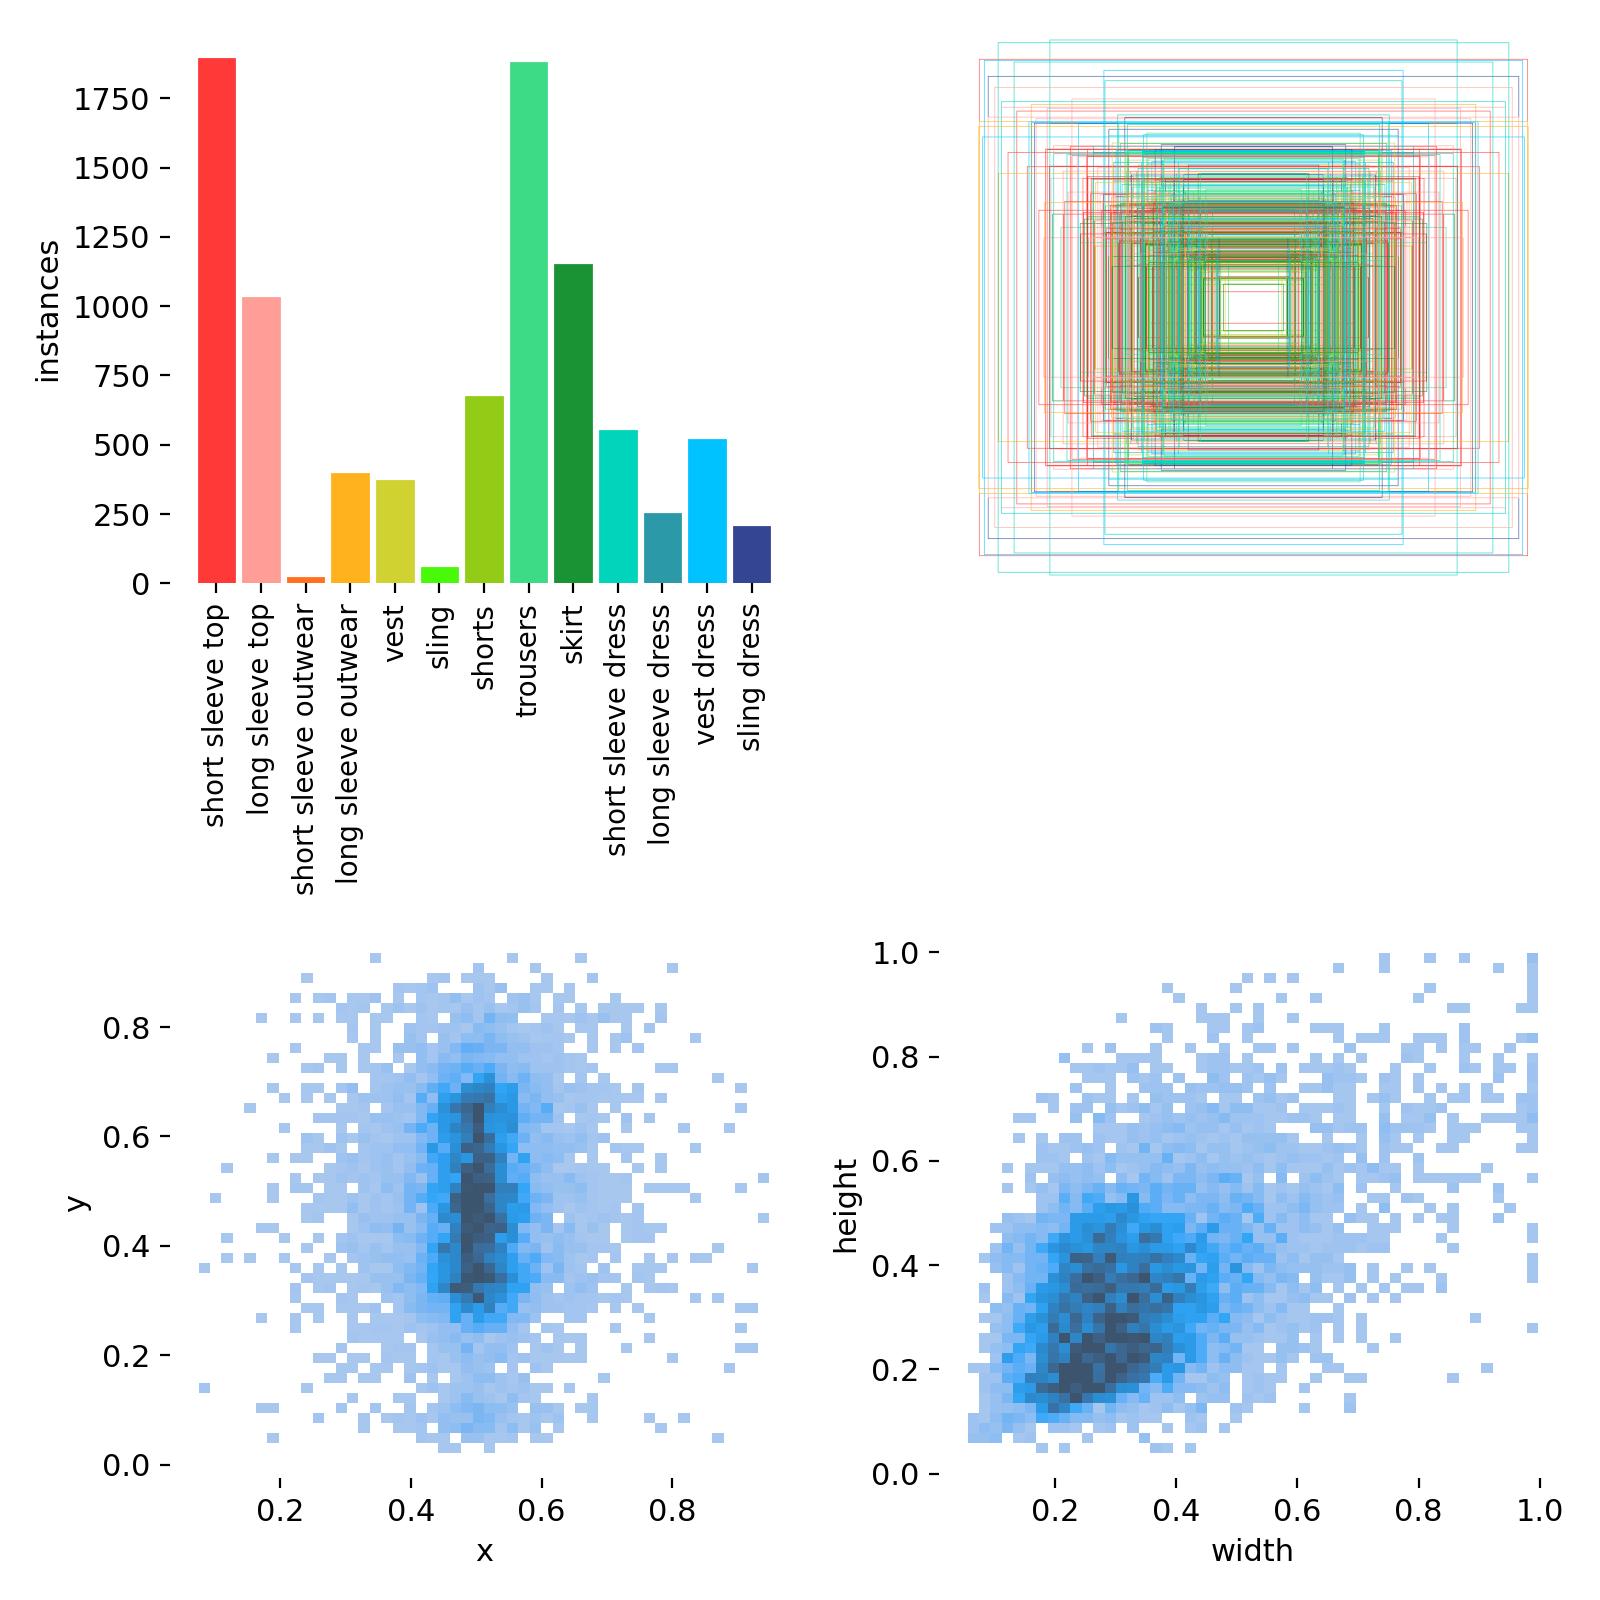 instances
1750
1500
1250
1000
750
500
250
0
short sleeve top
long sleeve top
short sleeve outwear
long sleeve outwear
vest
sling
shorts
trousers
skirt
short sleeve dress
long sleeve dress
vest dress
sling dress
y
0.8
0.6
0.4
0.2
0.0
0.2 0.4 0.6 0.8
x
height
1.0
0.8
0.6
0.4
0.2
0.0
0.2 0.4 0.6 0.8 1.0
width